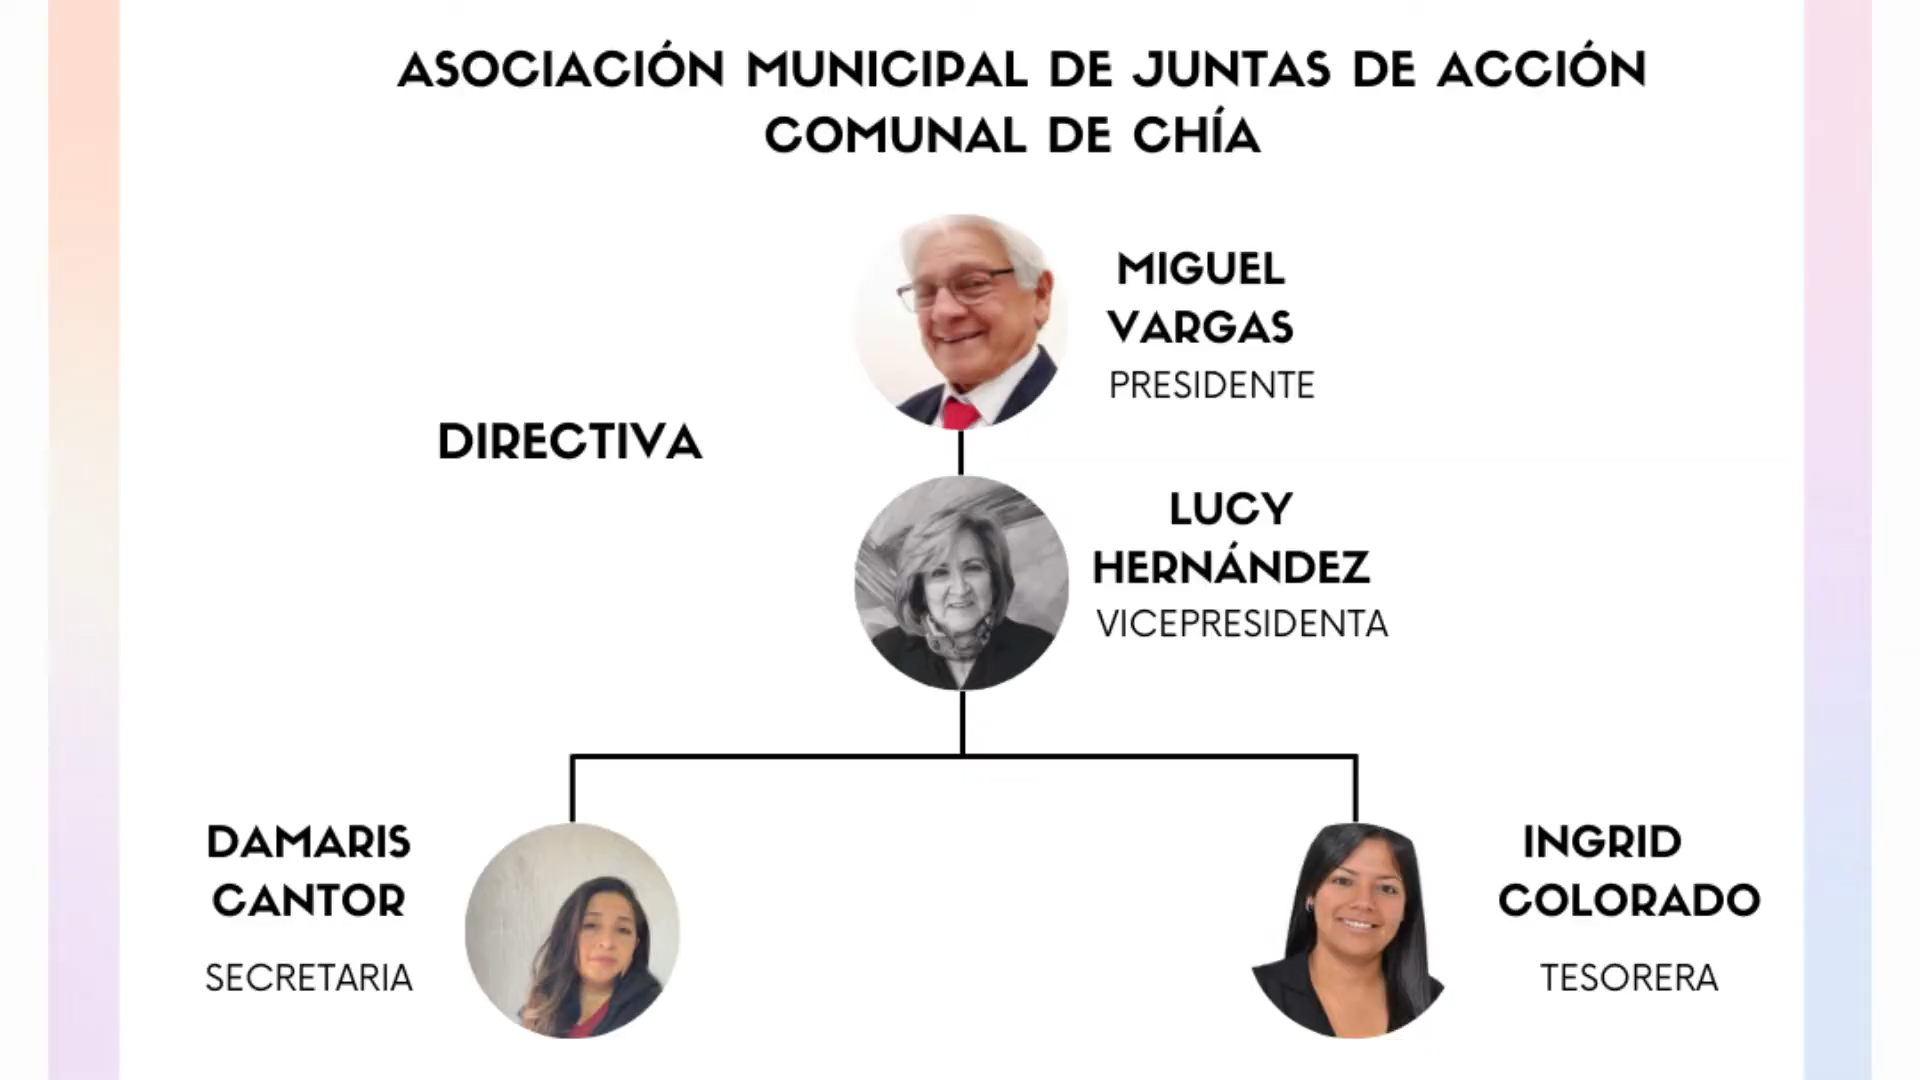 ASOCIACIÓN MUNICIPAL DE JUNTAS DE ACCIÓN
COMUNAL DE CHÍA
MIGUEL
VARGAS
PRESIDENTE
DIRECTIVA
LUCY
HERNÁNDEZ
VICEPRESIDENTA
DAMARIS
CANTOR
SECRETARIA
INGRID
COLORADO
TESORERA